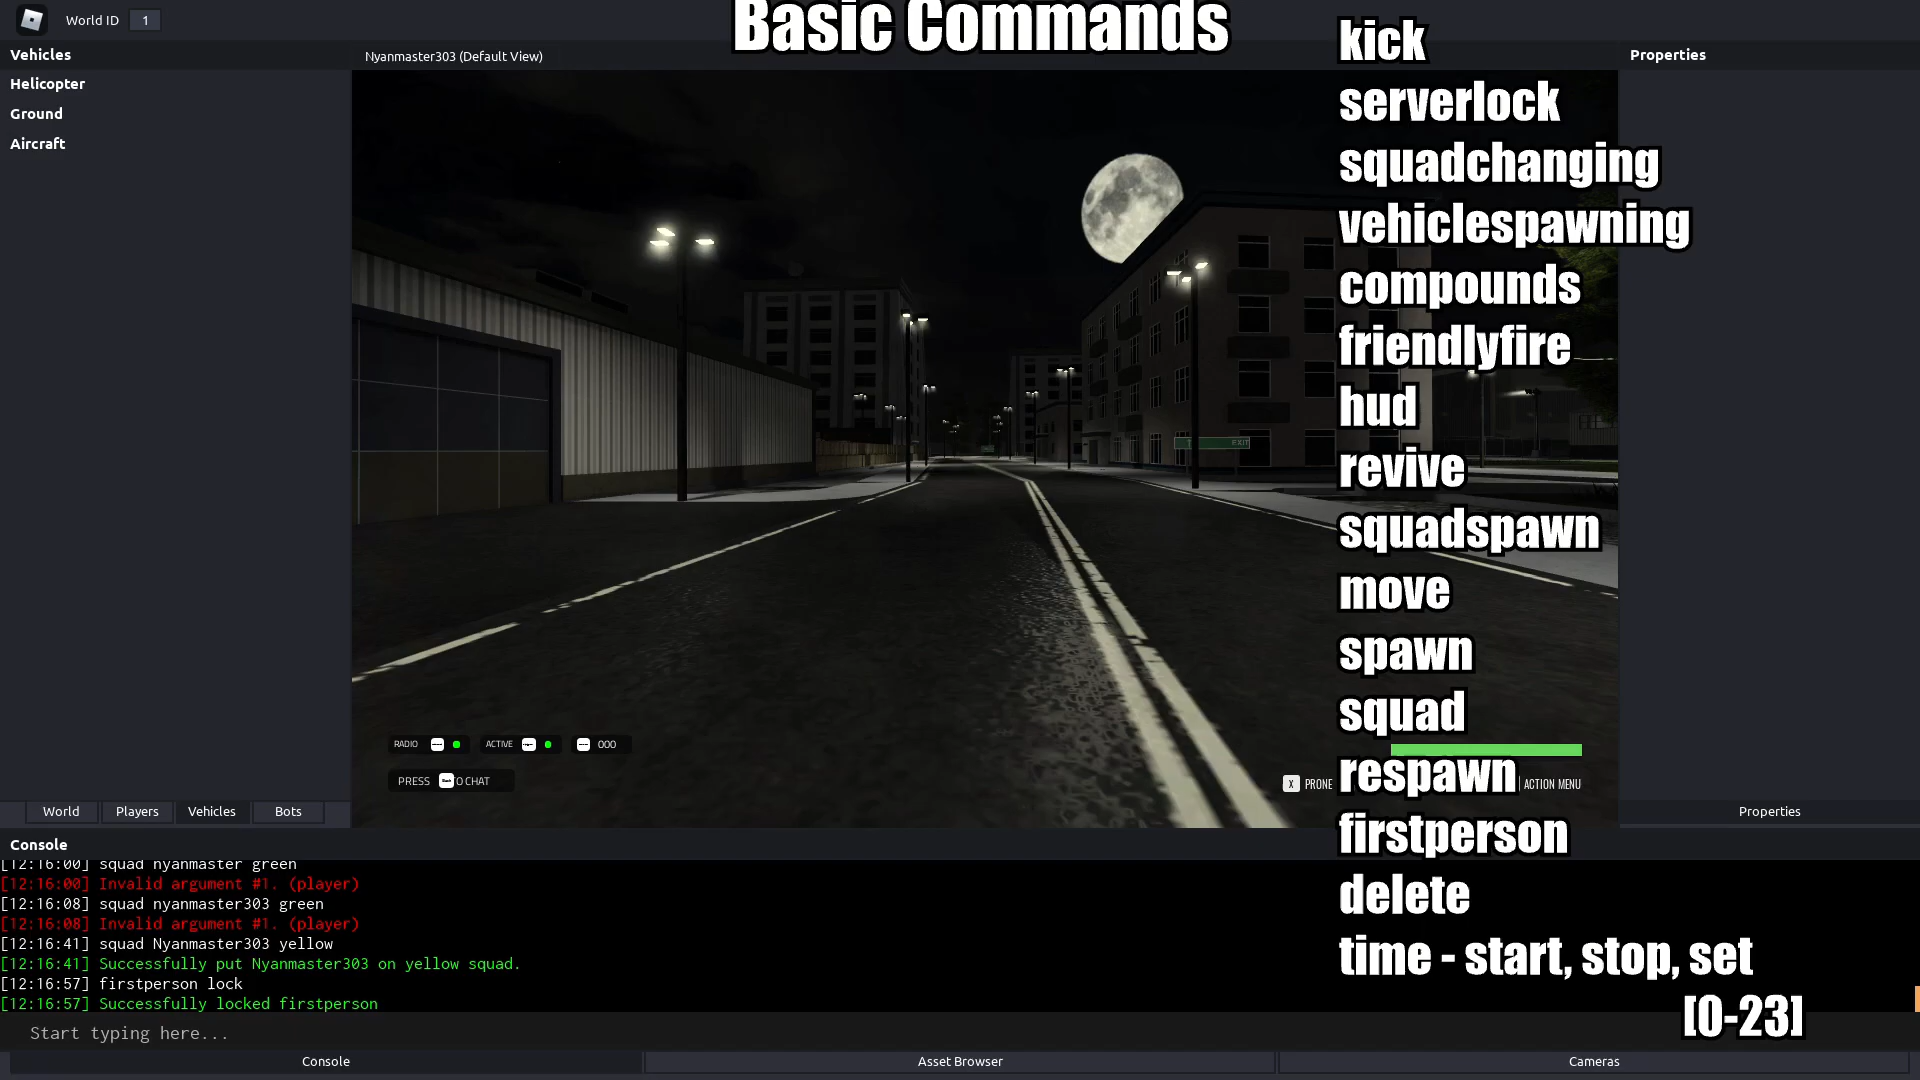 World ID 1
Basic Commands
Vehicles
Helicopter
Ground
Aircraft
Nyanmaster303 (Default View)
Properties
kick
serverlock
squadchanging
vehiclespawning
compounds
friendlyfire
hud
revive
squadspawn
move
spawn
squad
respawn
firstperson
delete
time - start, stop, set
[0-23]
EXIT
RADIO
ACTIVE
000
PRESS
TO CHAT
X PRONE
ACTION MENU
World
Players
Vehicles
Bots
Properties
Console
[12:16:00] squad nyanmaster green
[12:16:00] Invalid argument #1. (player)
[12:16:08] squad nyanmaster303 green
[12:16:08] Invalid argument #1. (player)
[12:16:41] squad Nyanmaster303 yellow
[12:16:41] Successfully put Nyanmaster303 on yellow squad.
[12:16:57] firstperson lock
[12:16:57] Successfully locked firstperson
Start typing here...
Console
Asset Browser
Cameras